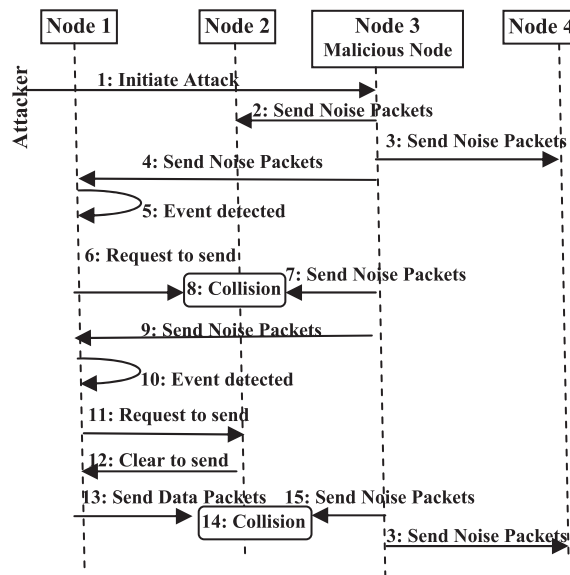 Node 1
Node 2
Node 3
Malicious Node
Node 4
Attacker
1: Initiate Attack
2: Send Noise Packets
3: Send Noise Packets
4: Send Noise Packets
5: Event detected
6: Request to send
7: Send Noise Packets
8: Collision
9: Send Noise Packets
10: Event detected
11: Request to send
12: Clear to send
13: Send Data Packets
15: Send Noise Packets
14: Collision
3: Send Noise Packets